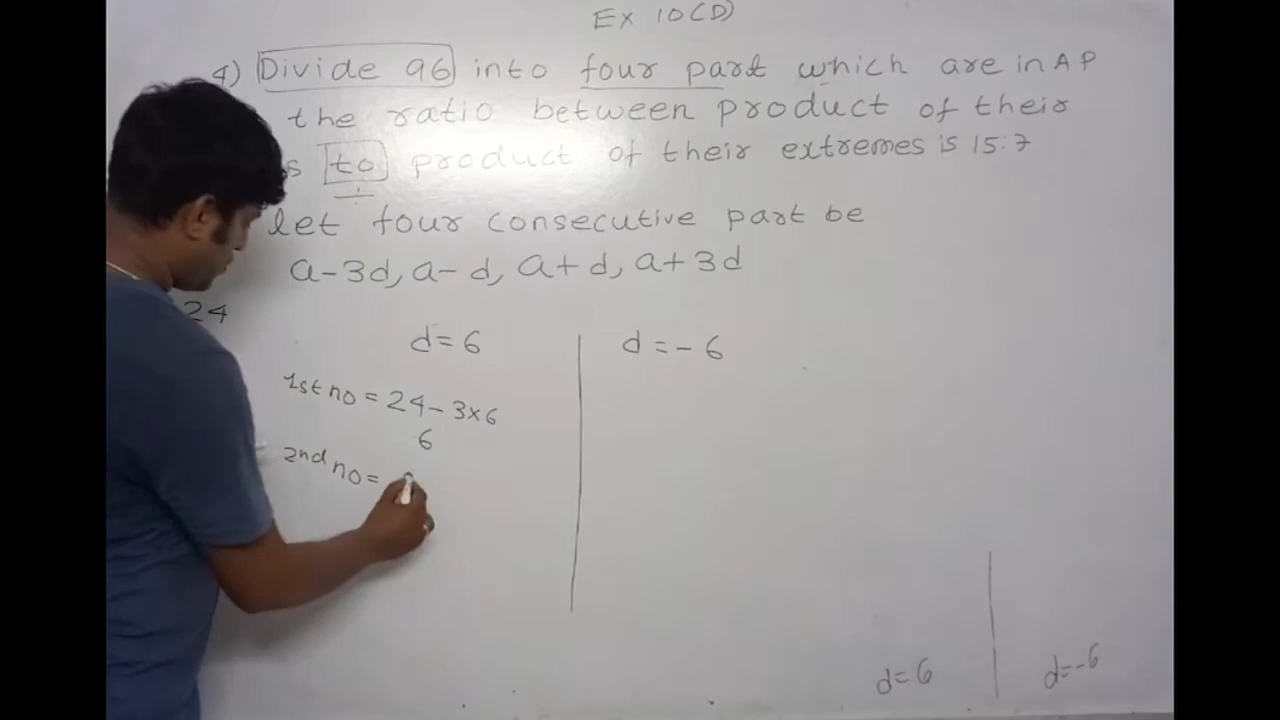 Ex 10(D)
4) Divide 96 into four part which are in AP
the ratio between product of their
s to product of their extremes is 15:7
let four consecutive part be
a-3d, a-d, a+d, a+3d
24
d=6
d=-6
1st no = 24-3×6
6
2nd no =
d=6
d=-6